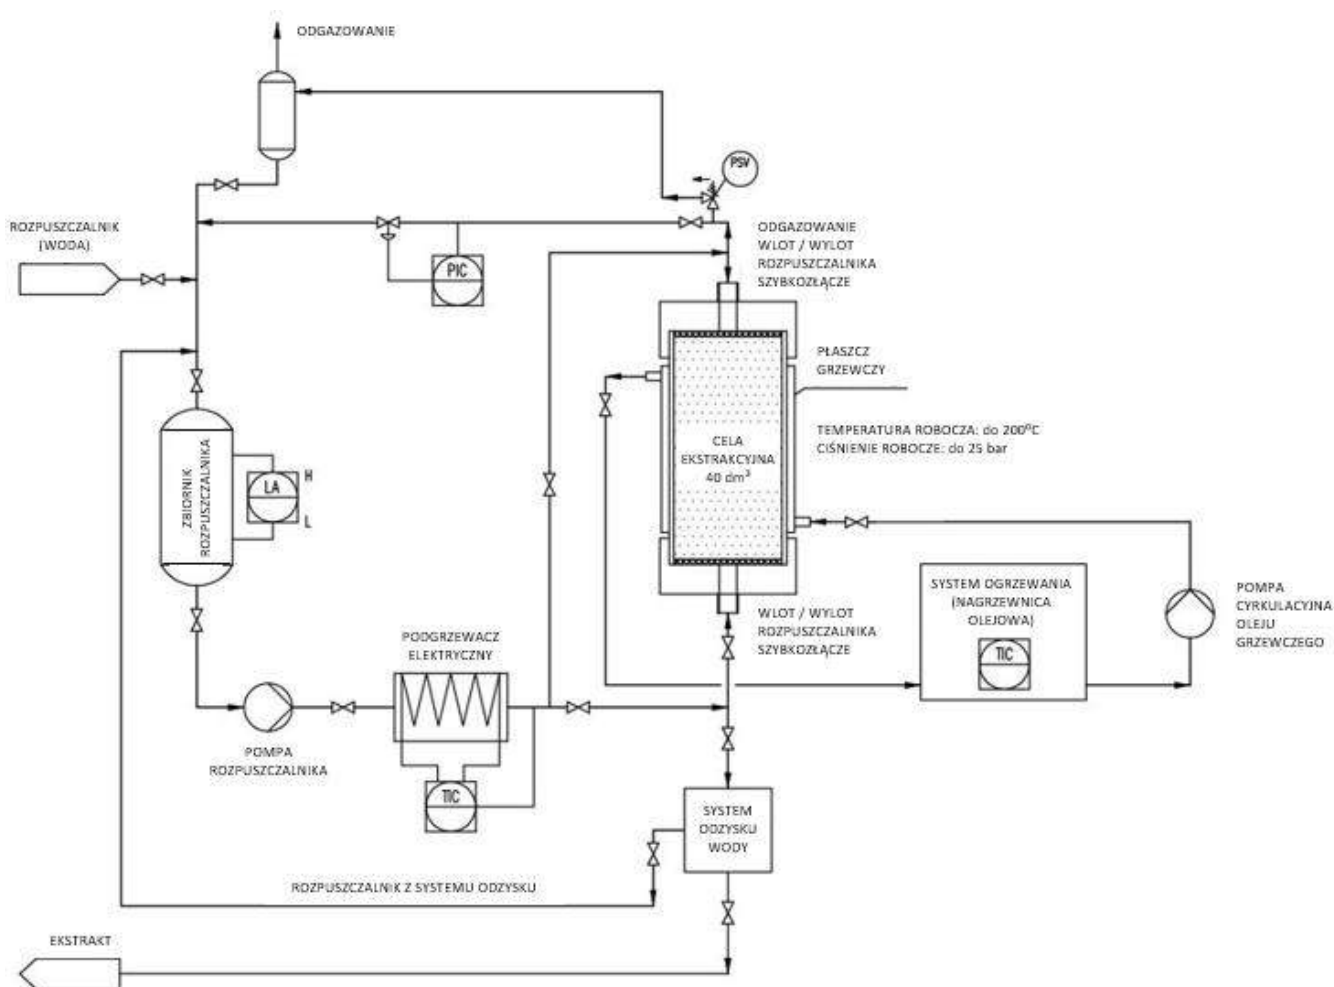 ODGAZOWANIE
PSV
ROZPUSZCZALNIK
(WODA)
ODGAZOWANIE
WLOT / WYLOT
ROZPUSZCZALNIKA
SZYBKOZŁĄCZE
PIC
PŁASZCZ
GRZEWCZY
TEMPERATURA ROBOCZA: do 200°C
CIŚNIENIE ROBOCZE: do 25 bar
CELA
EKSTRAKCYJNA
40 dm³
ZBIORNIK
ROZPUSZCZALNIKA
LA
H
L
SYSTEM OGRZEWANIA
(NAGRZEWNICA
OLEJOWA)
TIC
POMPA
CYRKULACYJNA
OLEJU
GRZEWCZEGO
WLOT / WYLOT
ROZPUSZCZALNIKA
SZYBKOZŁĄCZE
PODGRZEWACZ
ELEKTRYCZNY
POMPA
ROZPUSZCZALNIKA
TIC
SYSTEM
ODZYSKU
WODY
ROZPUSZCZALNIK Z SYSTEMU ODZYSKU
EKSTRAKT